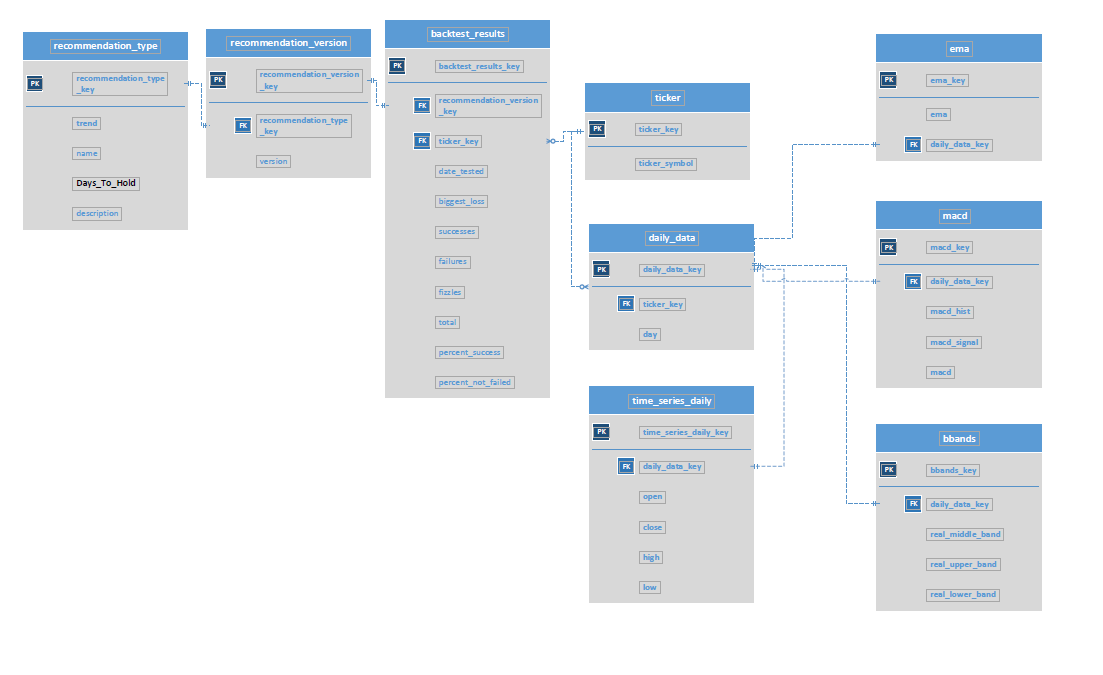 recommendation_type
PK
recommendation_type
_key
trend
name
Days_To_Hold
description
recommendation_version
PK
recommendation_version
_key
FK
recommendation_type
_key
version
backtest_results
PK
backtest_results_key
FK
recommendation_version
_key
FK
ticker_key
date_tested
biggest_loss
successes
failures
fizzles
total
percent_success
percent_not_failed
ticker
PK
ticker_key
ticker_symbol
daily_data
PK
daily_data_key
FK
ticker_key
day
time_series_daily
PK
time_series_daily_key
FK
daily_data_key
open
close
high
low
ema
PK
ema_key
ema
FK
daily_data_key
macd
PK
macd_key
FK
daily_data_key
macd_hist
macd_signal
macd
bbands
PK
bbands_key
FK
daily_data_key
real_middle_band
real_upper_band
real_lower_band